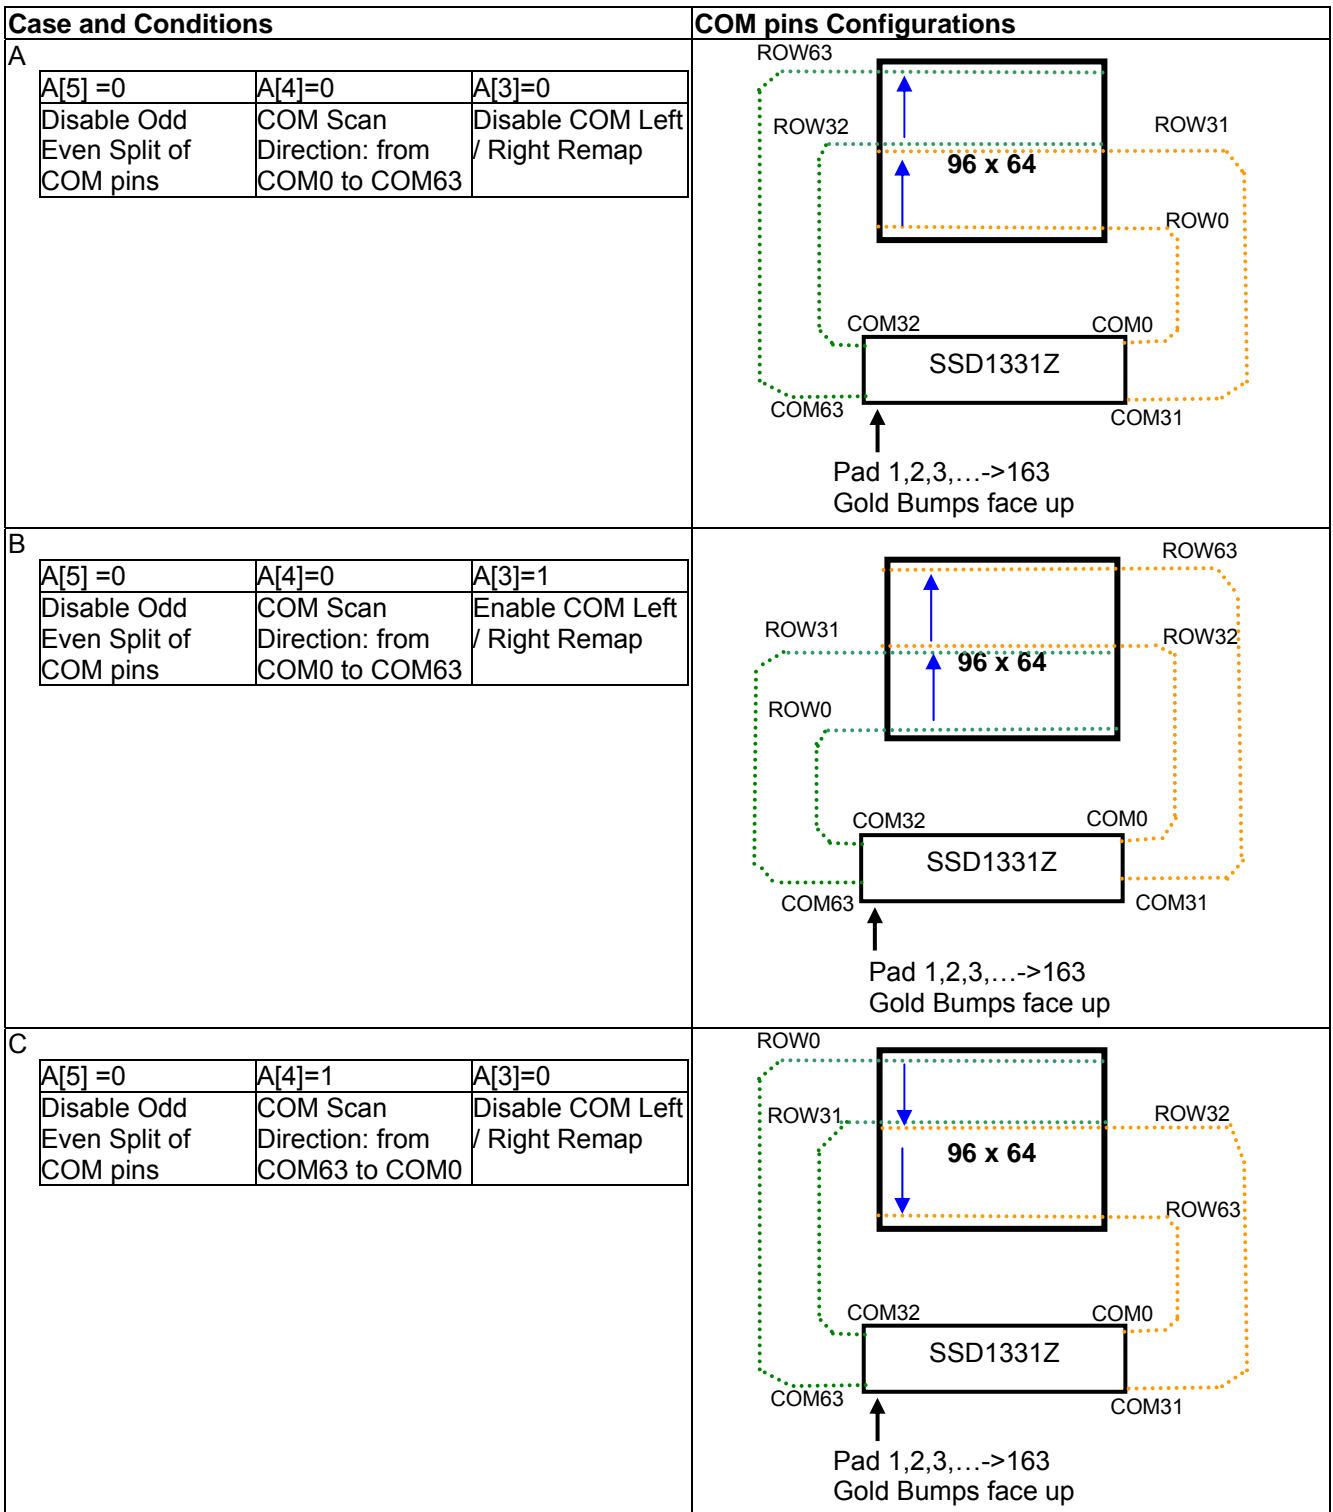 Case and Conditions
COM pins Configurations
A
A[5] =0
A[4]=0
A[3]=0
Disable Odd
Even Split of
COM pins
COM Scan
Direction: from
COM0 to COM63
Disable COM Left
/ Right Remap
ROW63
ROW32
ROW31
96 x 64
ROW0
COM32
COM0
SSD1331Z
COM63
COM31
Pad 1,2,3,…->163
Gold Bumps face up
B
A[5] =0
A[4]=0
A[3]=1
Disable Odd
Even Split of
COM pins
COM Scan
Direction: from
COM0 to COM63
Enable COM Left
/ Right Remap
ROW63
ROW31
ROW32
96 x 64
ROW0
COM32
COM0
SSD1331Z
COM63
COM31
Pad 1,2,3,…->163
Gold Bumps face up
C
A[5] =0
A[4]=1
A[3]=0
Disable Odd
Even Split of
COM pins
COM Scan
Direction: from
COM63 to COM0
Disable COM Left
/ Right Remap
ROW0
ROW31
ROW32
96 x 64
ROW63
COM32
COM0
SSD1331Z
COM63
COM31
Pad 1,2,3,…->163
Gold Bumps face up